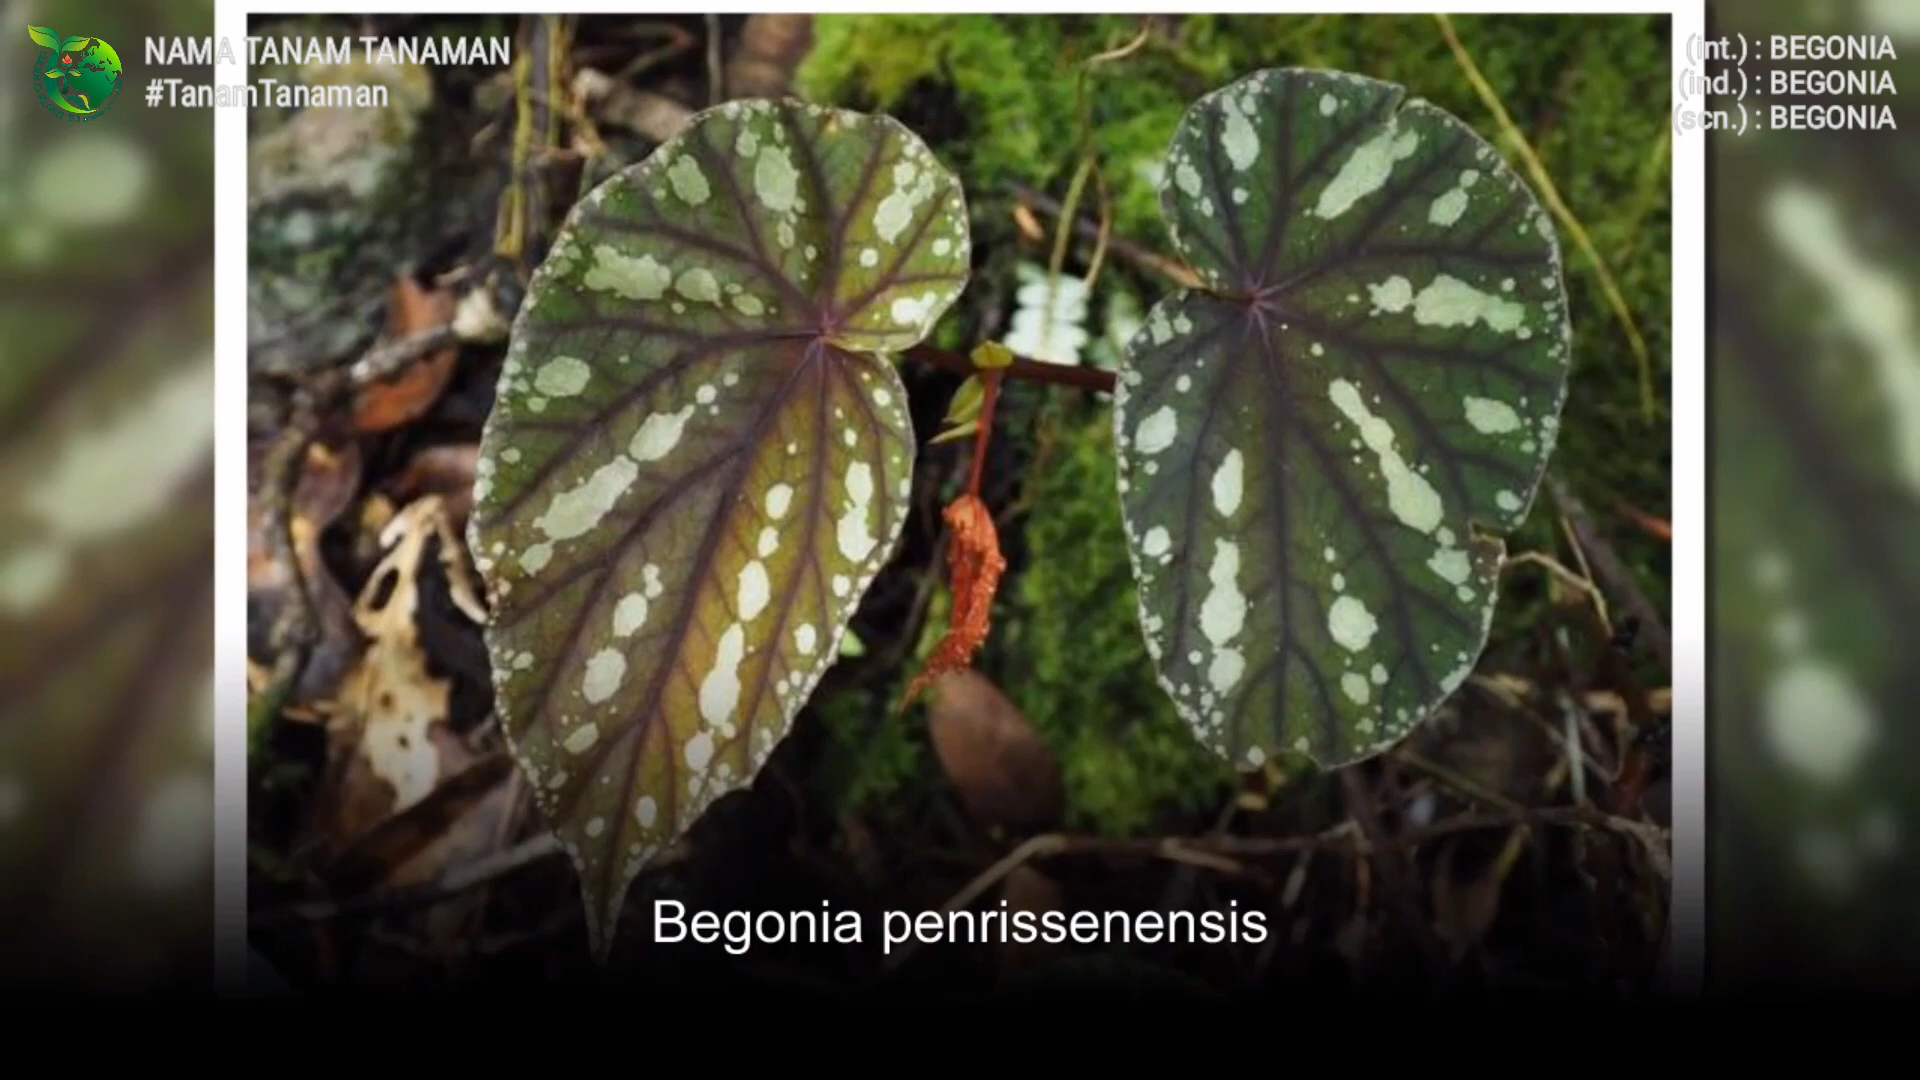 NAMA TANAM TANAMAN
#TanamTanaman
(int.) : BEGONIA
(ind.) : BEGONIA
(scn.) : BEGONIA
Begonia penrissenensis